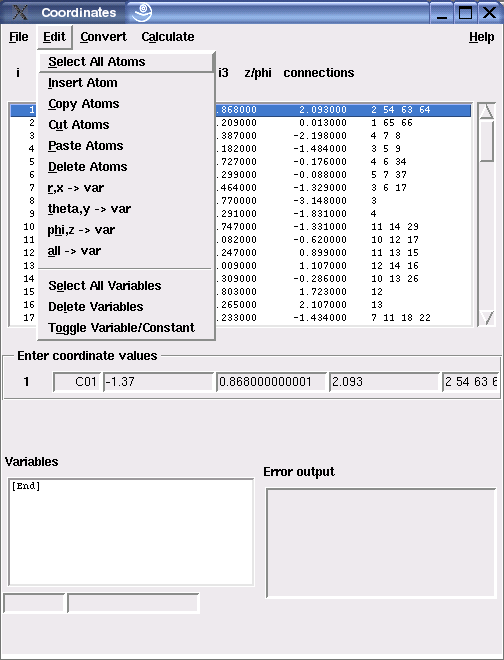 Coordinates
File Edit Convert Calculate Help
Select All Atoms
Insert Atom
Copy Atoms
Cut Atoms
Paste Atoms
Delete Atoms
r,x -> var
theta,y -> var
phi,z -> var
all -> var
Select All Variables
Delete Variables
Toggle Variable/Constant
i i3 z/phi connections
1 .868000 2.093000 2 54 63 64
2 .209000 0.013000 1 65 66
3 .387000 -2.198000 4 7 8
4 .182000 -1.484000 3 5 9
5 .727000 -0.176000 4 6 34
6 .299000 -0.088000 5 7 37
7 .464000 -1.329000 3 6 17
8 .770000 -3.148000 3
9 .291000 -1.831000 4
10 .747000 -1.331000 11 14 29
11 .082000 -0.620000 10 12 17
12 .247000 0.899000 11 13 15
13 .009000 1.107000 12 14 16
14 .309000 -0.286000 10 13 26
15 .803000 1.723000 12
16 .265000 2.107000 13
17 .233000 -1.434000 7 11 18 22
Enter coordinate values
1 C01 -1.37 0.868000000001 2.093 2 54 63 6
Variables
[End]
Error output